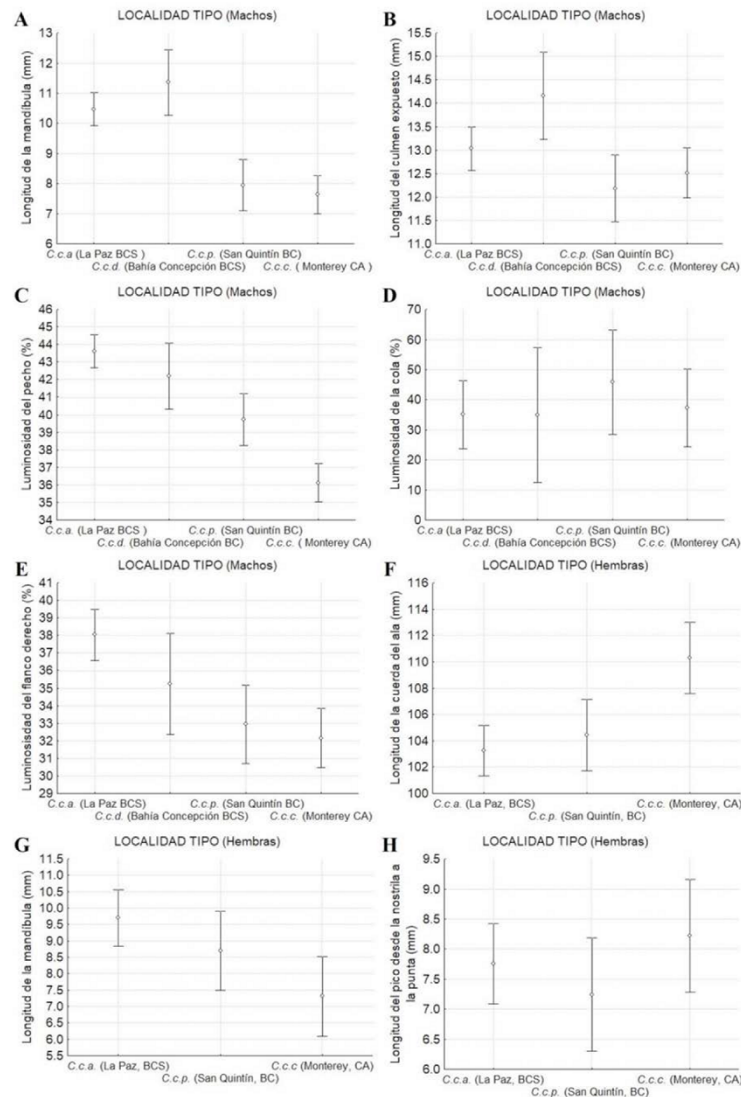 A
LOCALIDAD TIPO (Machos)
Longitud de la mandíbula (mm)
13
12
11
10
9
8
7
6
C.c.a (La Paz BCS )
C.c.p. (San Quintín BC)
C.c.d. (Bahía Concepción BCS)
C.c.c. ( Monterey CA )
B
LOCALIDAD TIPO (Machos)
Longitud del culmen expuesto (mm)
15.5
15.0
14.5
14.0
13.5
13.0
12.5
12.0
11.5
11.0
C.c.a. (La Paz BCS)
C.c.p. (San Quintín BC)
C.c.d. (Bahía Concepción BCS)
C.c.c. (Monterey CA)
C
LOCALIDAD TIPO (Machos)
Luminosidad del pecho (%)
46
45
44
43
42
41
40
39
38
37
36
35
34
C.c.a. (La Paz BCS )
C.c.p. (San Quintín BC)
C.c.d. (Bahía Concepción BC)
C.c.c. ( Monterey CA)
D
LOCALIDAD TIPO (Machos)
Luminosidad de la cola (%)
70
60
50
40
30
20
10
0
C.c.a (La Paz BCS)
C.c.p. (San Quintín BC)
C.c.d. (Bahía Concepción BCS)
C.c.c. (Monterey CA)
E
LOCALIDAD TIPO (Machos)
Luminosisdad del flanco derecho (%)
41
40
39
38
37
36
35
34
33
32
31
30
29
C.c.a. (La Paz BCS)
C.c.p. (San Quintín BC)
C.c.d. (Bahía Concepción BCS)
C.c.c. (Monterey CA)
F
LOCALIDAD TIPO (Hembras)
Longitud de la cuerda del ala (mm)
116
114
112
110
108
106
104
102
100
C.c.a. (La Paz, BCS)
C.c.c. (Monterey, CA)
C.c.p. (San Quintín, BC)
G
LOCALIDAD TIPO (Hembras)
Longitud de la mandíbula (mm)
11.5
11.0
10.5
10.0
9.5
9.0
8.5
8.0
7.5
7.0
6.5
6.0
5.5
C.c.a. (La Paz, BCS)
C.c.c (Monterey, CA)
C.c.p. (San Quintín, BC)
H
LOCALIDAD TIPO (Hembras)
Longitud del pico desde la nostrila a
la punta (mm)
9.5
9.0
8.5
8.0
7.5
7.0
6.5
6.0
C.c.a. (La Paz, BCS)
C.c.c. (Monterey, CA)
C.c.p. (San Quintín, BC)